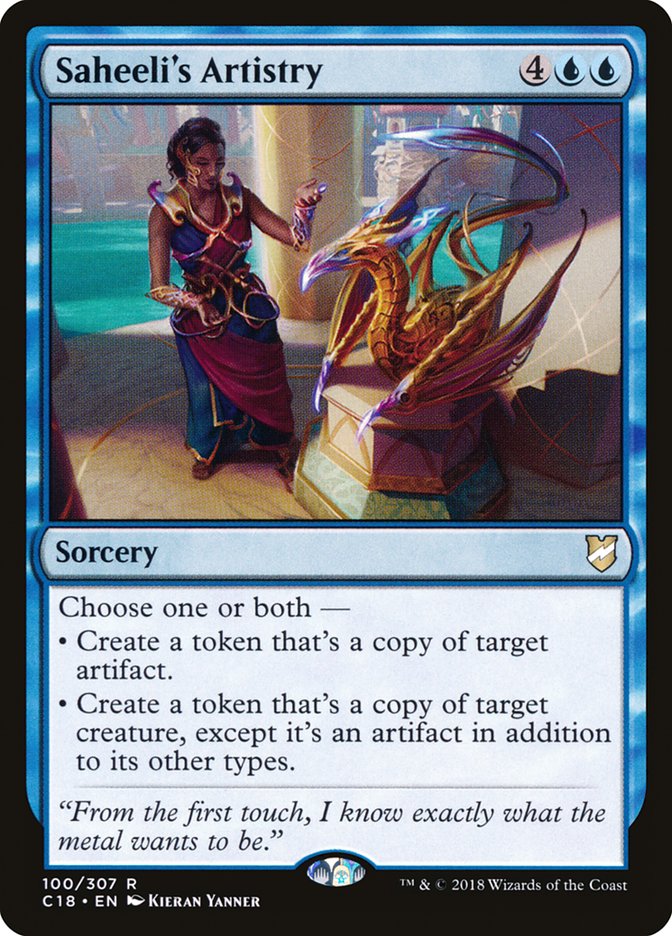 Saheeli's Artistry 4
Sorcery
Choose one or both —
• Create a token that's a copy of target
artifact.
• Create a token that's a copy of target
creature, except it's an artifact in addition
to its other types.
“From the first touch, I know exactly what the
metal wants to be.”
100/307 R
C18 • EN Kieran Yanner
™ & © 2018 Wizards of the Coast